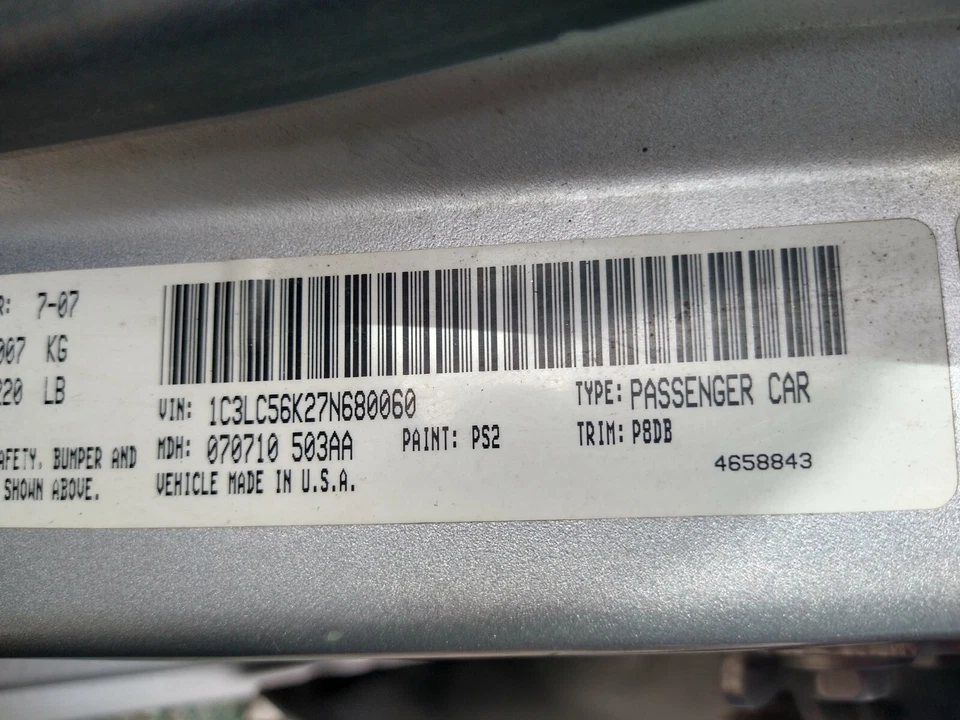 R: 7-07
007 KG
220 LB
VIN: 1C3LC56K27N680060 TYPE: PASSENGER CAR
MDH: 070710 503AA PAINT: PS2 TRIM: P8DB
AFETY, BUMPER AND
4658843
SHOWN ABOVE. VEHICLE MADE IN U.S.A.